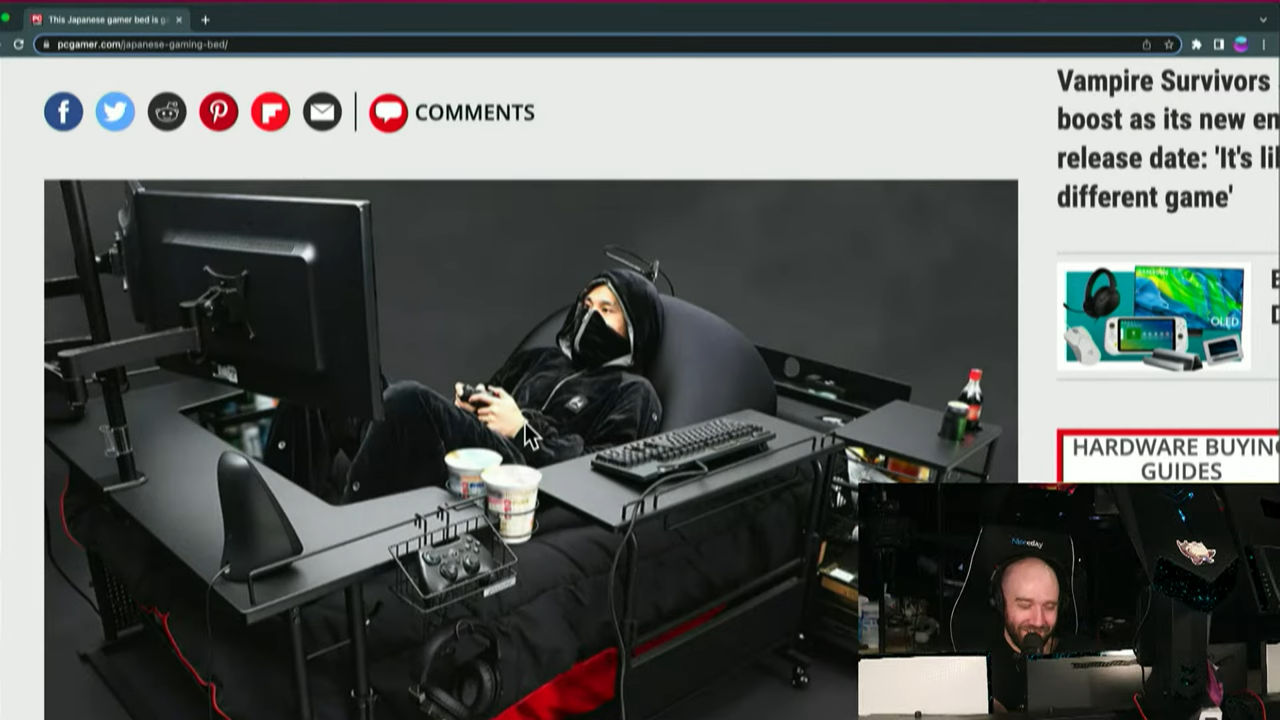 This Japanese gamer bed is g
pcgamer.com/japanese-gaming-bed/
COMMENTS
Vampire Survivors
boost as its new en
release date: 'It's li
different game'
OLED
HARDWARE BUYING
GUIDES